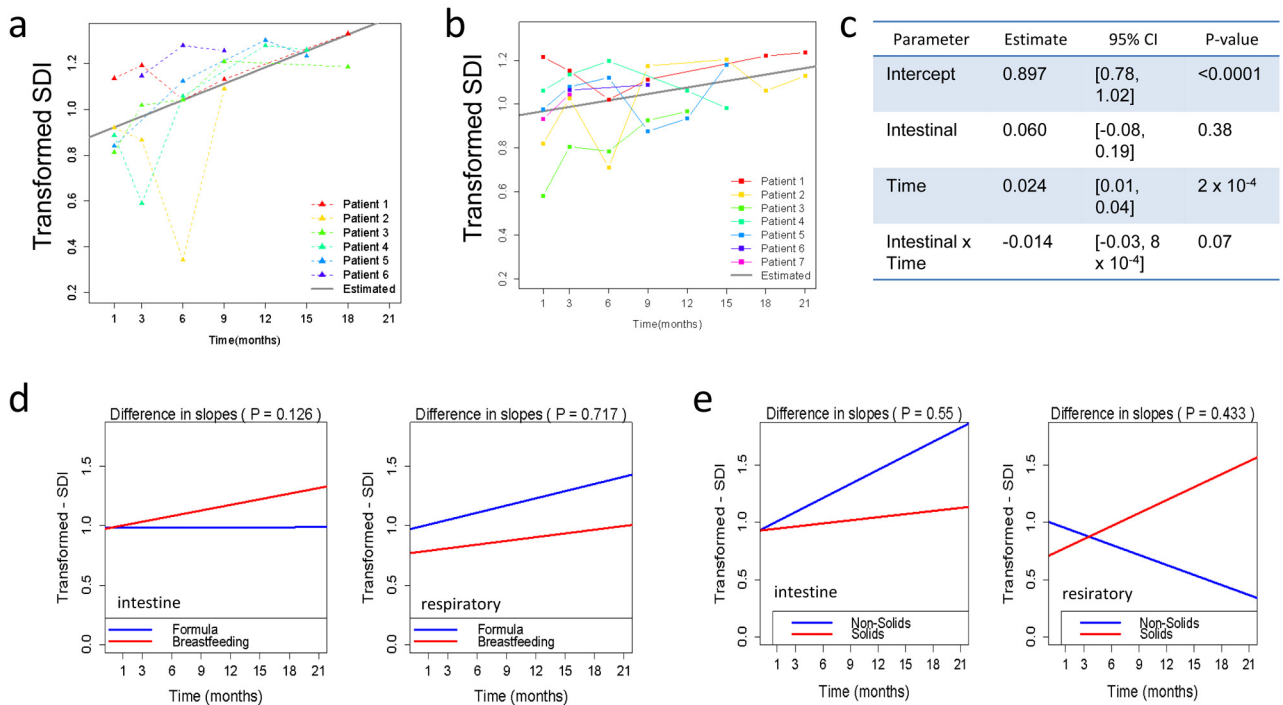 a
Transformed SDI
0.2 0.4 0.6 0.8 1.0 1.2
Patient 1
Patient 2
Patient 3
Patient 4
Patient 5
Patient 6
Estimated
1 3 6 9 12 15 18 21
Time(months)
b
Transformed SDI
0.2 0.4 0.6 0.8 1.0 1.2
Patient 1
Patient 2
Patient 3
Patient 4
Patient 5
Patient 6
Patient 7
Estimated
1 3 6 9 12 15 18 21
Time(months)
c
Parameter Estimate 95% CI P-value
Intercept 0.897 [0.78, <0.0001
1.02]
Intestinal 0.060 [-0.08, 0.38
0.19]
Time 0.024 [0.01, 2 x 10-4
0.04]
Intestinal x -0.014 [-0.03, 8 0.07
Time x 10-4]
d
Difference in slopes ( P = 0.126)
Transformed - SDI
0.0 0.5 1.0 1.5
intestine
Formula
Breastfeeding
1 3 6 9 12 15 18 21
Time (months)
Difference in slopes ( P = 0.717)
Transformed - SDI
0.0 0.5 1.0 1.5
respiratory
Formula
Breastfeeding
1 3 6 9 12 15 18 21
Time (months)
e
Difference in slopes ( P = 0.55)
Transformed - SDI
0.0 0.5 1.0 1.5
intestine
Non-Solids
Solids
1 3 6 9 12 15 18 21
Time (months)
Difference in slopes ( P = 0.433)
Transformed - SDI
0.0 0.5 1.0 1.5
resiratory
Non-Solids
Solids
1 3 6 9 12 15 18 21
Time (months)